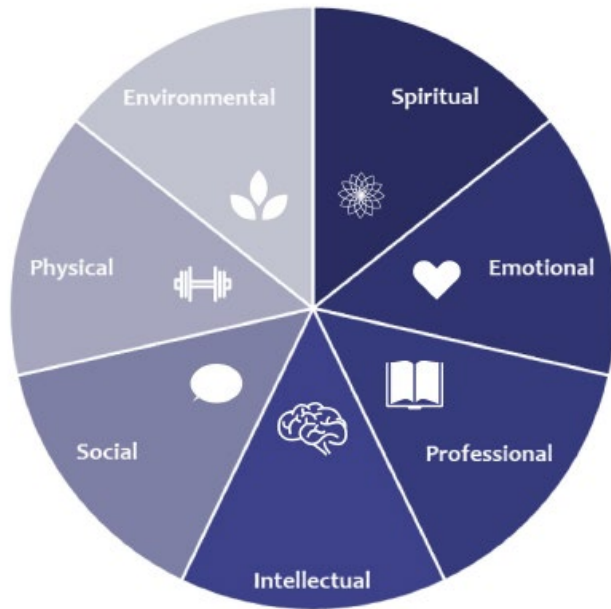 Environmental
Spiritual
Physical
Emotional
Social
Professional
Intellectual